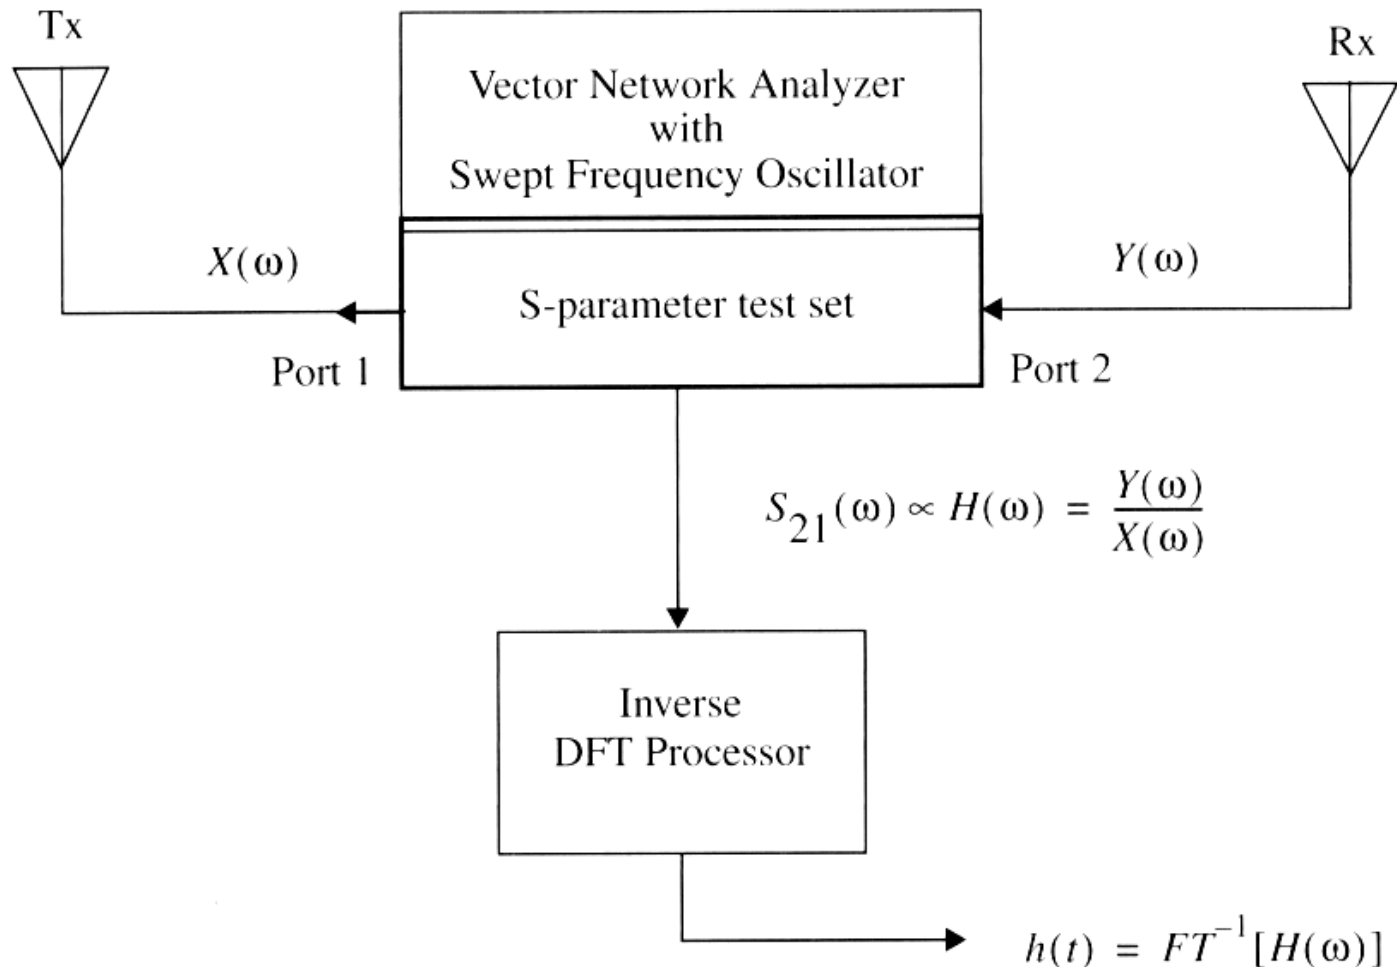 Tx
Rx
Vector Network Analyzer
with
Swept Frequency Oscillator
X(ω)
Y(ω)
S-parameter test set
Port 1
Port 2
S₂₁(ω) ∝ H(ω) = Y(ω)/X(ω)
Inverse
DFT Processor
h(t) = FT⁻¹[H(ω)]